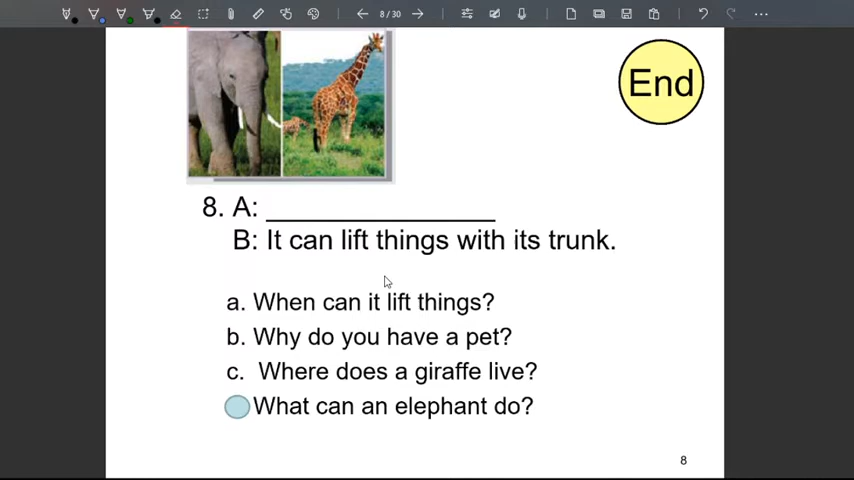 8 / 30
End
8. A: _________________
B: It can lift things with its trunk.
a. When can it lift things?
b. Why do you have a pet?
c. Where does a giraffe live?
What can an elephant do?
8